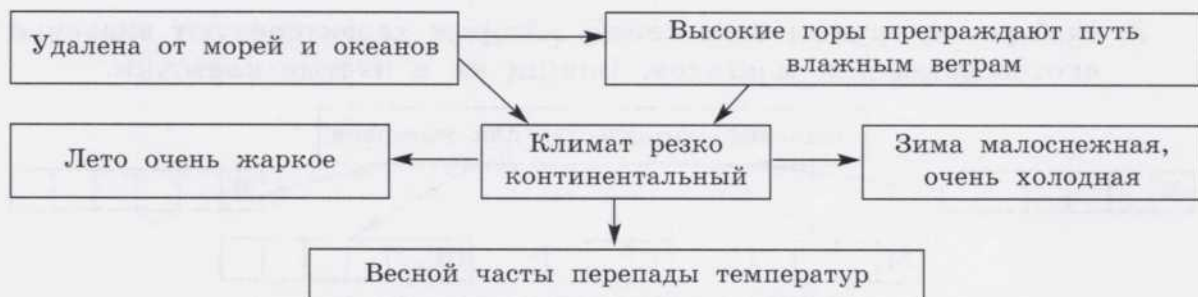 Удалена от морей и океанов
Высокие горы преграждают путь
влажным ветрам
Лето очень жаркое
Климат резко
континентальный
Зима малоснежная,
очень холодная
Весной часты перепады температур